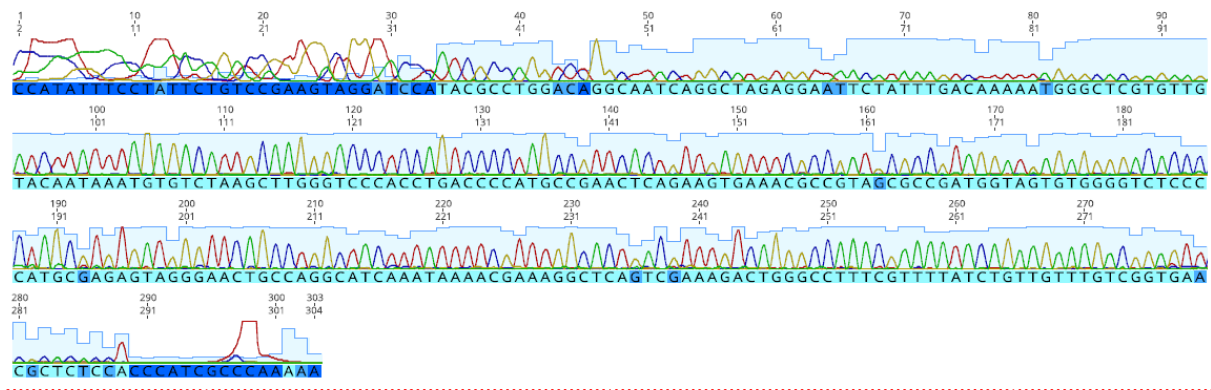 1 10 20 30 40 50 60 70 80 90
2 11 21 31 41 51 61 71 81 91
CCATATTTCCTATTCTGTCCGAAGTAGGATCCATACGCCTGGACAGGCAATCAGGCTAGAGGAATTCTATTTGACAAAAATGGGCTCGTGTTG
100 110 120 130 140 150 160 170 180
101 111 121 131 141 151 161 171 181
TACAATAAATGTGTCTAAGCTTGGGTCCCACCTGACCCCATGCCGAACTCAGAAGTGAAACGCCGTAGCGCCGATGGTAGTGTGGGGTCTCCC
190 200 210 220 230 240 250 260 270
191 201 211 221 231 241 251 261 271
CATGCGAGAGTAGGGAACTGCCAGGCATCAAATAAAACGAAAGGCTCAGTCGAAAGACTGGGCCTTTCGTTTTATCTGTTGTTTGTCGGTGAA
280 290 300 303
281 291 301 304
CGCTCTCCACCCATCGCCCAAAAA